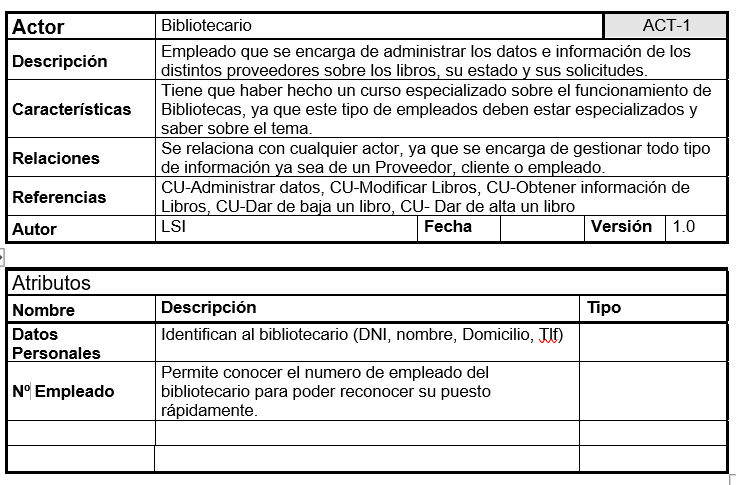 Actor Bibliotecario ACT-1
Descripción Empleado que se encarga de administrar los datos e información de los
distintos proveedores sobre los libros, su estado y sus solicitudes.
Características Tiene que haber hecho un curso especializado sobre el funcionamiento de
Bibliotecas, ya que este tipo de empleados deben estar especializados y
saber sobre el tema.
Relaciones Se relaciona con cualquier actor, ya que se encarga de gestionar todo tipo
de información ya sea de un Proveedor, cliente o empleado.
Referencias CU-Administrar datos, CU-Modificar Libros, CU-Obtener información de
Libros, CU-Dar de baja un libro, CU- Dar de alta un libro
Autor LSI Fecha Versión 1.0
Atributos
Nombre Descripción Tipo
Datos Personales Identifican al bibliotecario (DNI, nombre, Domicilio, Tlf)
Nº Empleado Permite conocer el numero de empleado del
bibliotecario para poder reconocer su puesto
rápidamente.